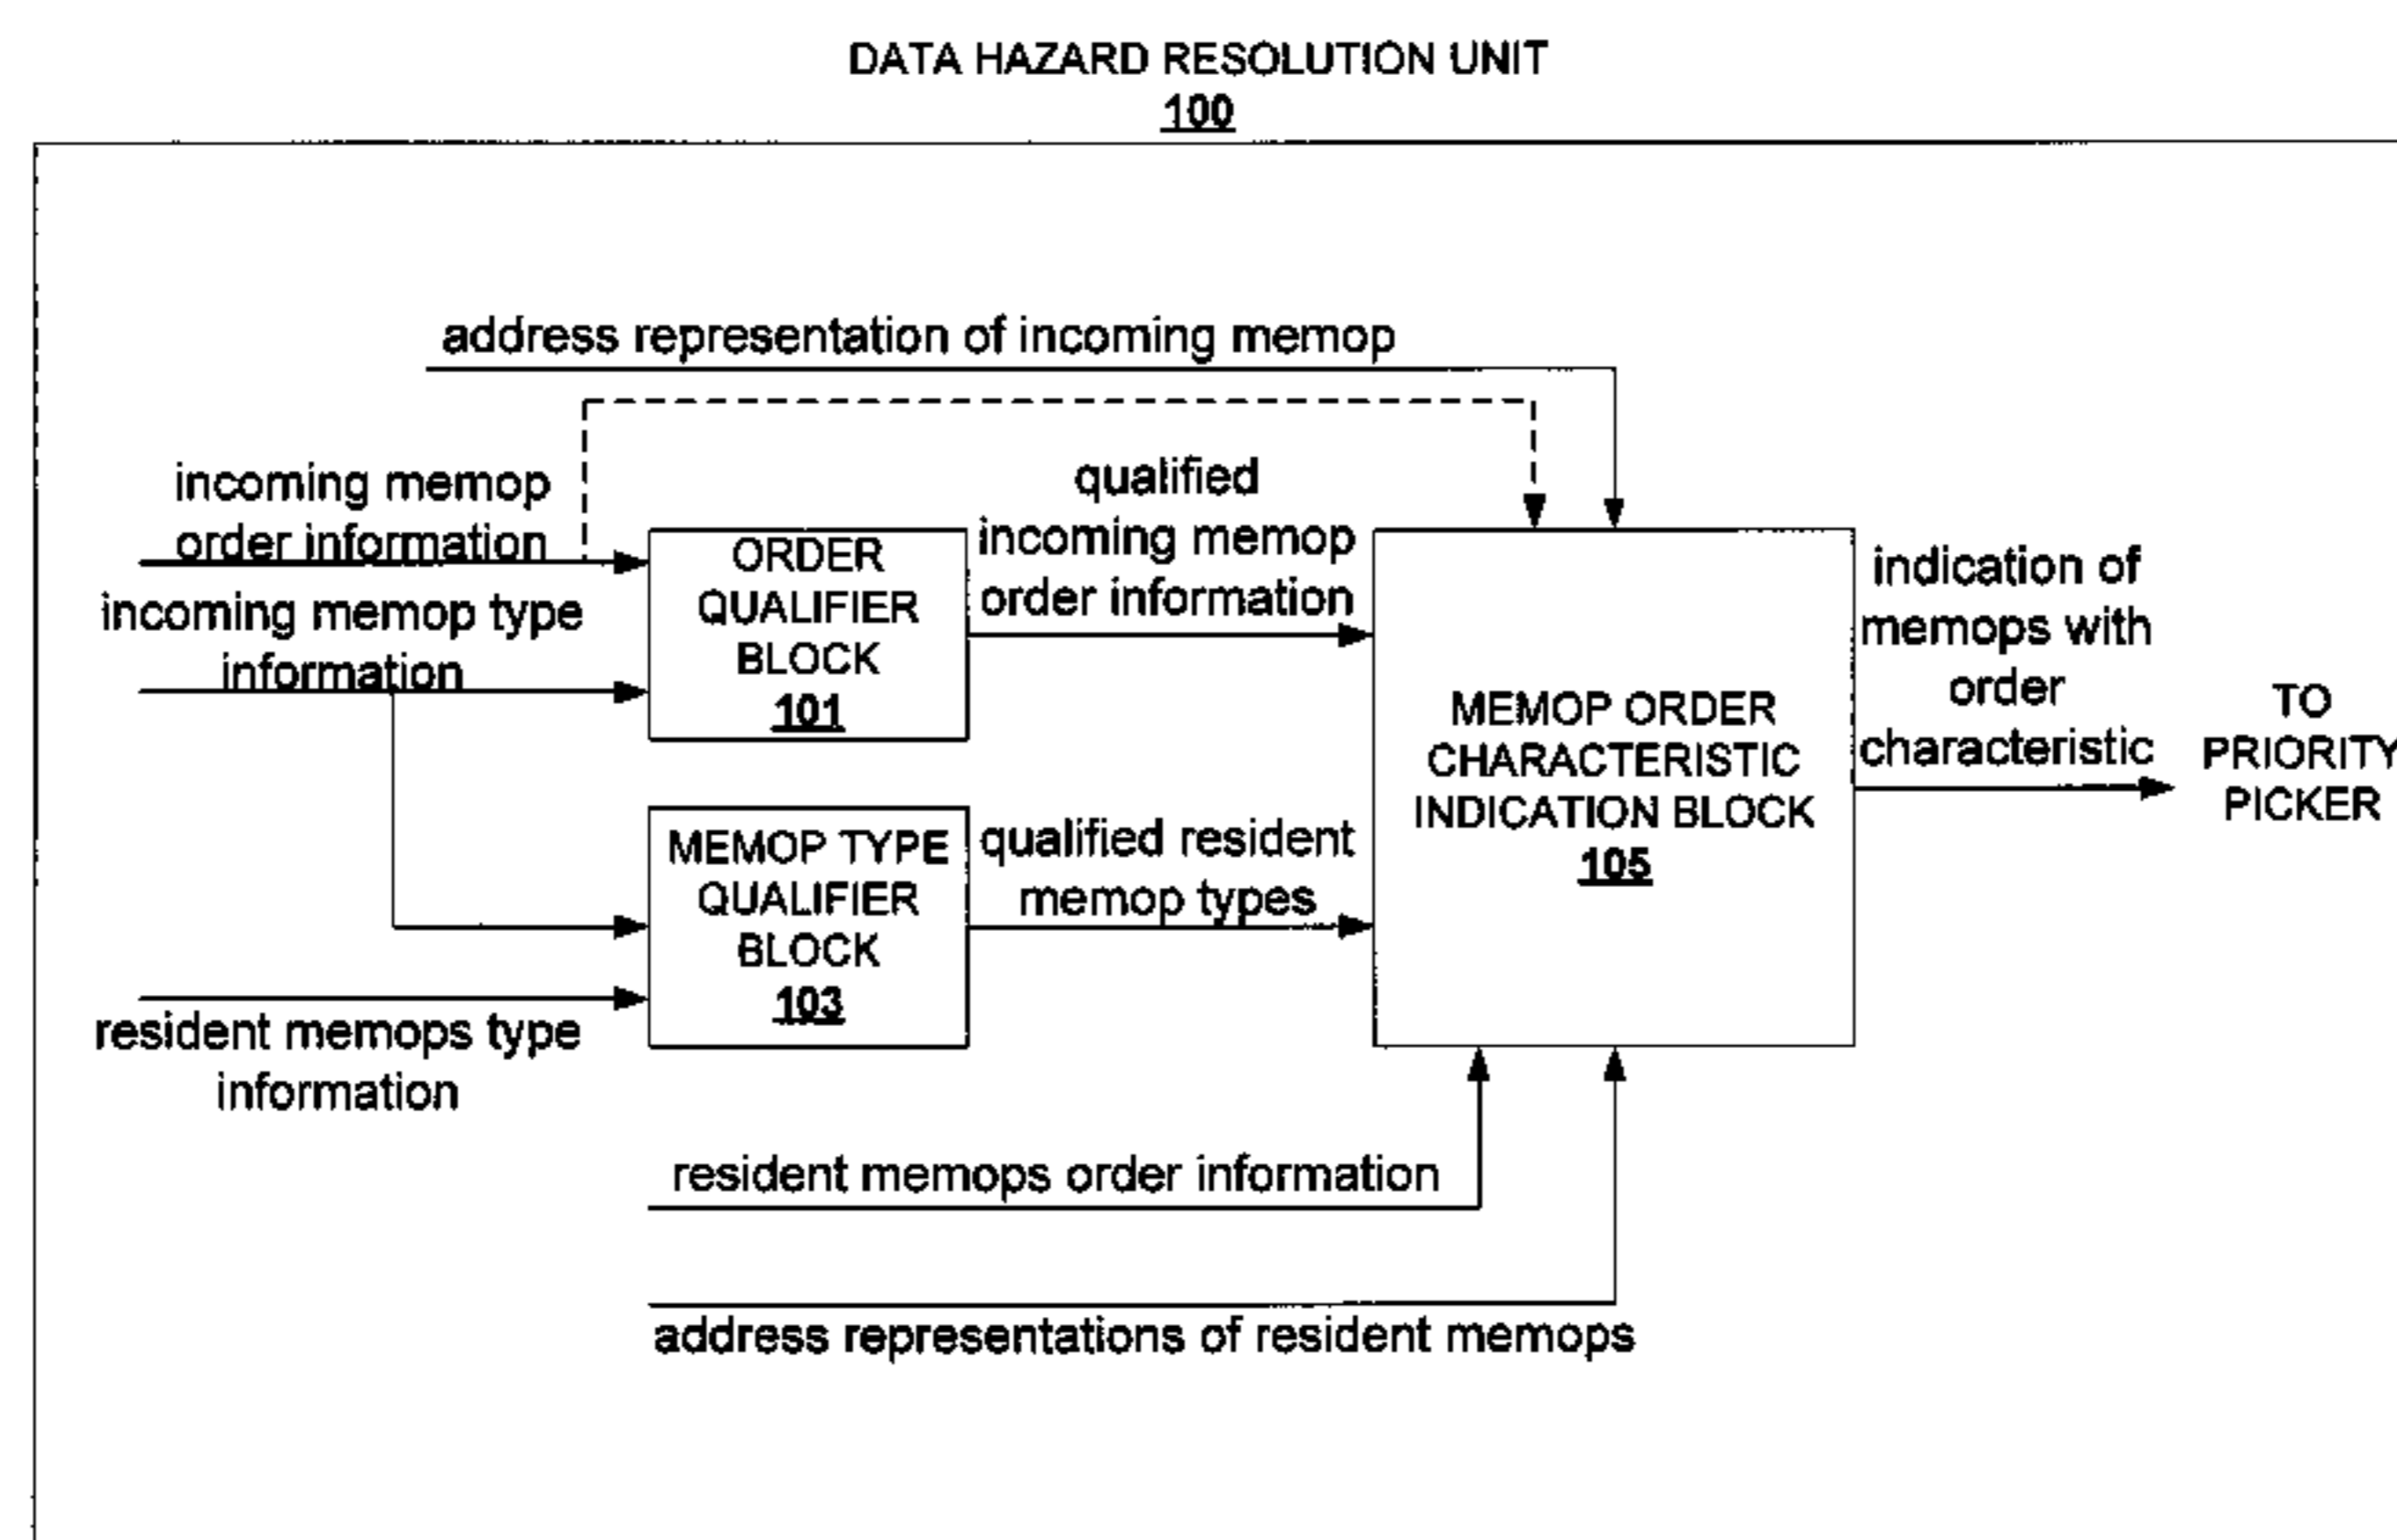 DATA HAZARD RESOLUTION UNIT
100
address representation of incoming memop
incoming memop
order information
incoming memop type
information
ORDER
QUALIFIER
BLOCK
101
qualified
incoming memop
order information
MEMOP TYPE
QUALIFIER
BLOCK
103
qualified resident
memop types
resident memops type
information
MEMOP ORDER
CHARACTERISTIC
INDICATION BLOCK
105
indication of
memops with
order
characteristic
TO
PRIORITY
PICKER
resident memops order information
address representations of resident memops